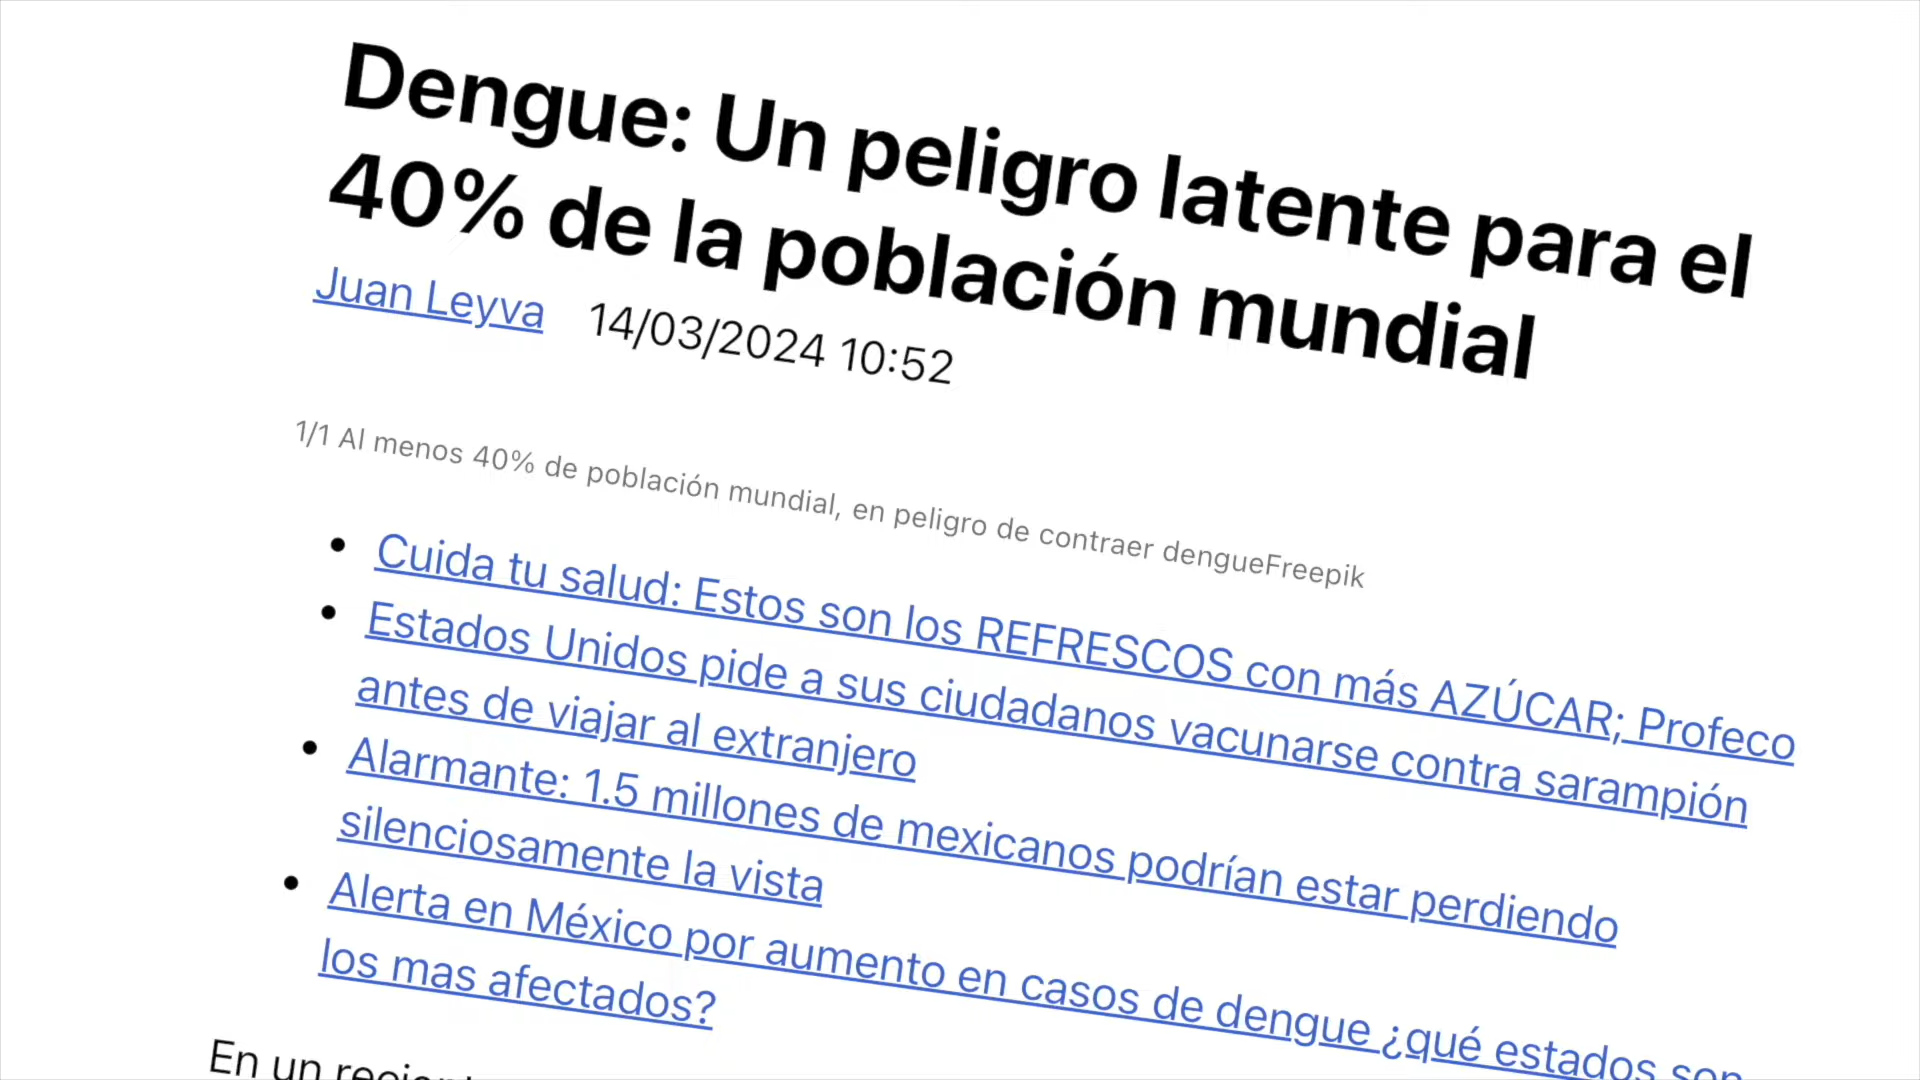 Dengue: Un peligro latente para el
40% de la población mundial
Juan Leyva 14/03/2024 10:52
1/1 Al menos 40% de población mundial, en peligro de contraer dengueFreepik
Cuida tu salud: Estos son los REFRESCOS con más AZÚCAR; Profeco
Estados Unidos pide a sus ciudadanos vacunarse contra sarampión
antes de viajar al extranjero
Alarmante: 1.5 millones de mexicanos podrían estar perdiendo
silenciosamente la vista
Alerta en México por aumento en casos de dengue ¿qué estados son
los mas afectados?
En un